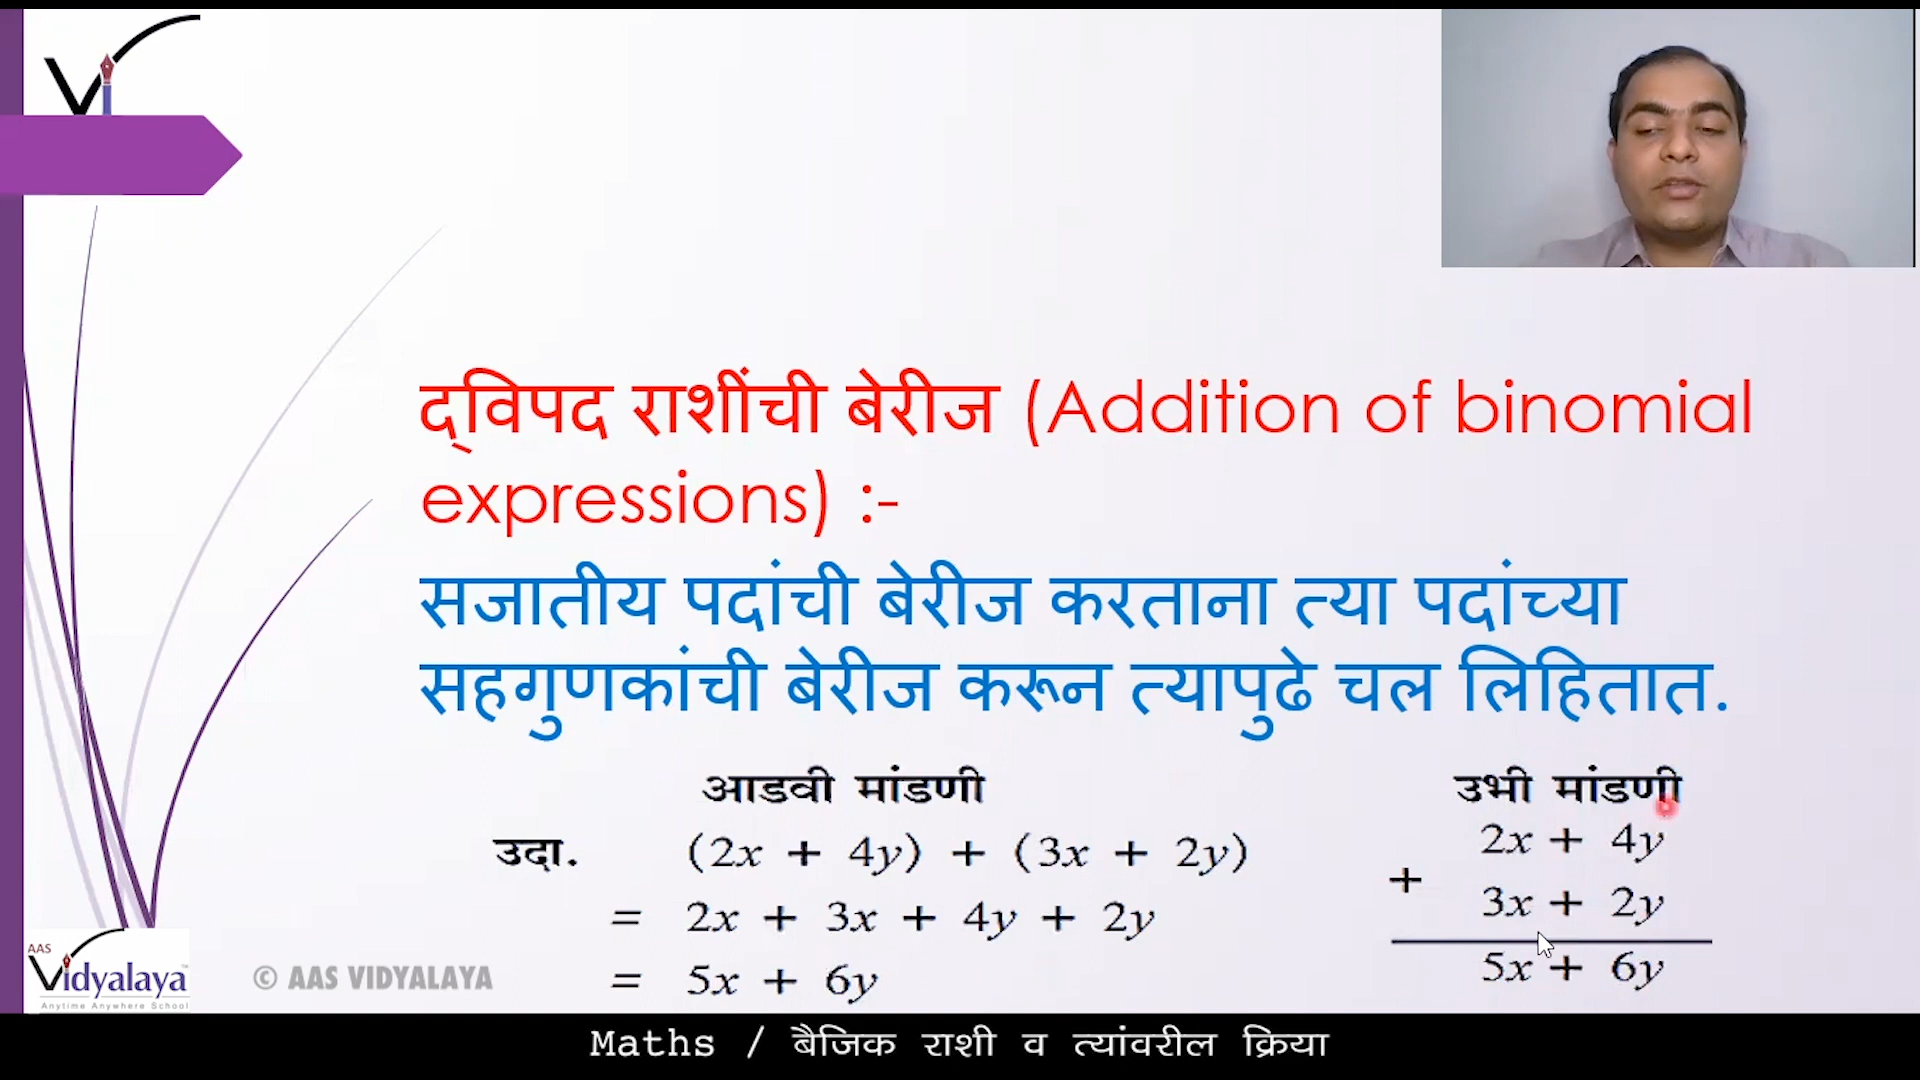 द्विपद राशींची बेरीज (Addition of binomial
expressions) :-
सजातीय पदांची बेरीज करताना त्या पदांच्या
सहगुणकांची बेरीज करून त्यापुढे चल लिहितात.
आडवी मांडणी
उदा. (2x + 4y) + (3x + 2y)
= 2x + 3x + 4y + 2y
= 5x + 6y
उभी मांडणी
2x + 4y
+ 3x + 2y
5x + 6y
AAS
Vidyalaya
Anytime Anywhere School
© AAS VIDYALAYA
Maths / बैजिक राशी व त्यांवरील क्रिया